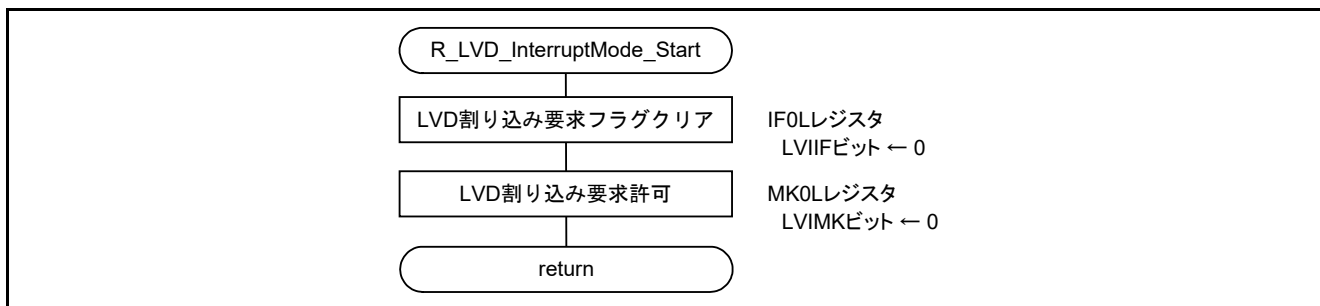 R_LVD_InterruptMode_Start
LVD割り込み要求フラグクリア
IF0Lレジスタ
LVIIFビット ← 0
LVD割り込み要求許可
MK0Lレジスタ
LVIMKビット ← 0
return